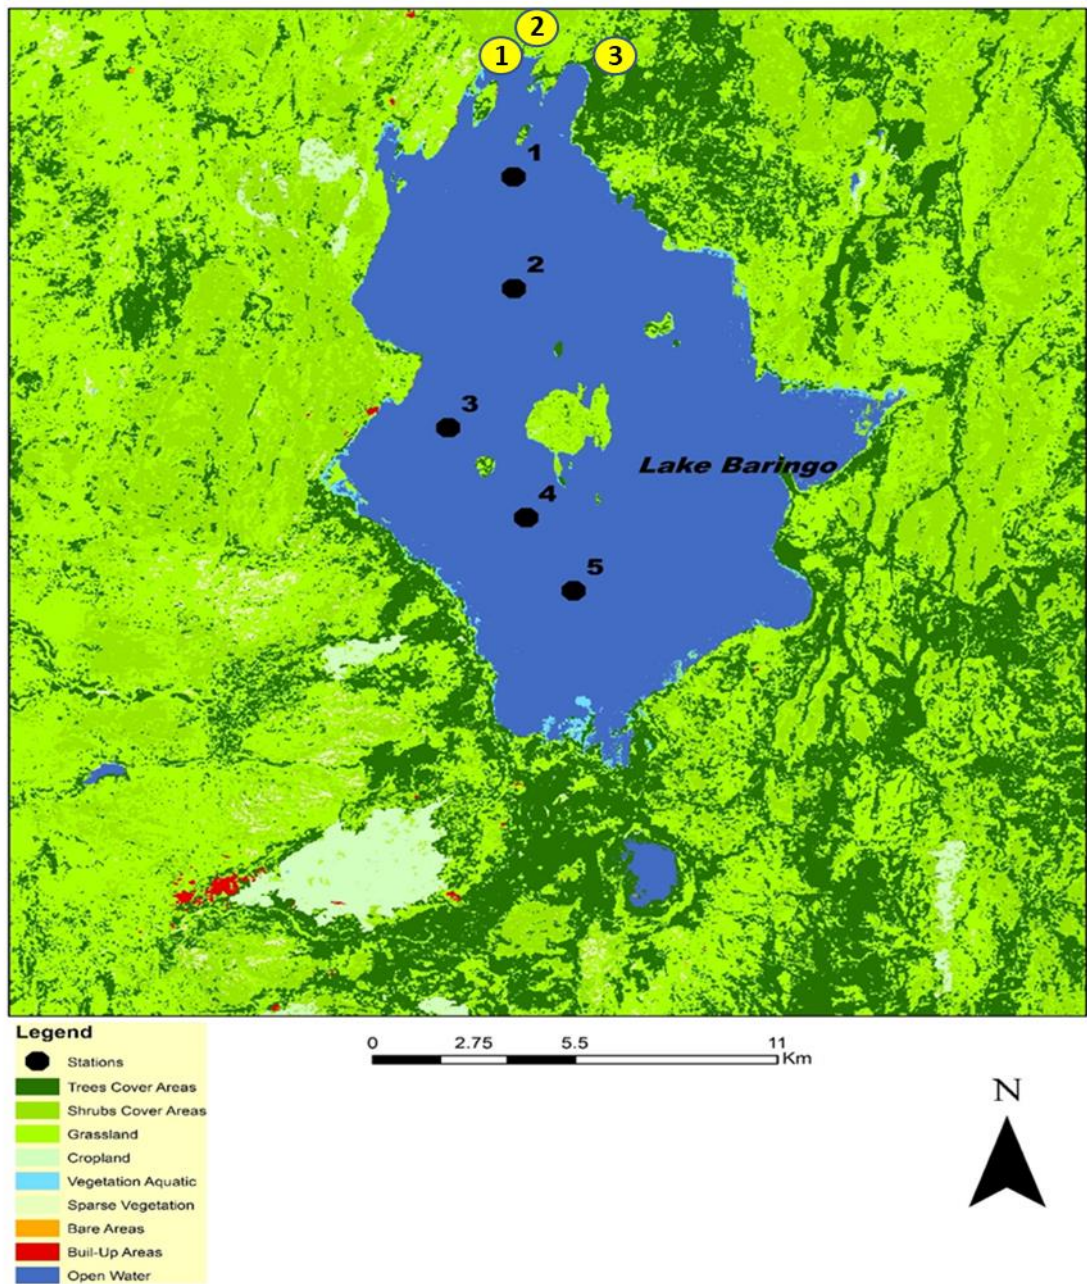 2
1
3
1
2
3
Lake Baringo
4
5
Legend
Stations
Trees Cover Areas
Shrubs Cover Areas
Grassland
Cropland
Vegetation Aquatic
Sparse Vegetation
Bare Areas
Buil-Up Areas
Open Water
0 2.75 5.5 11
Km
N